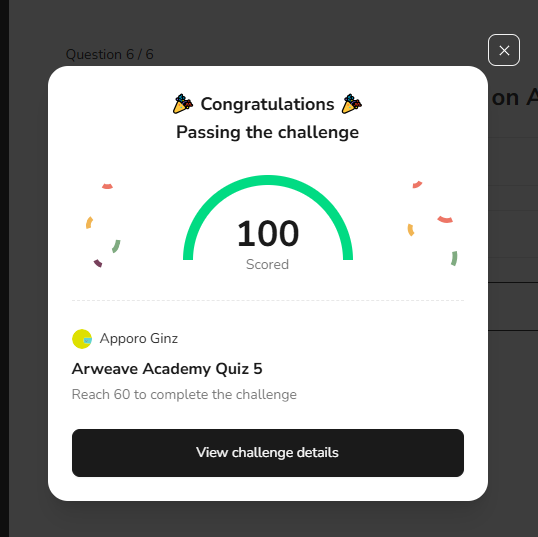 Question 6 / 6
on A
Congratulations
Passing the challenge
100
Scored
Apporo Ginz
Arweave Academy Quiz 5
Reach 60 to complete the challenge
View challenge details